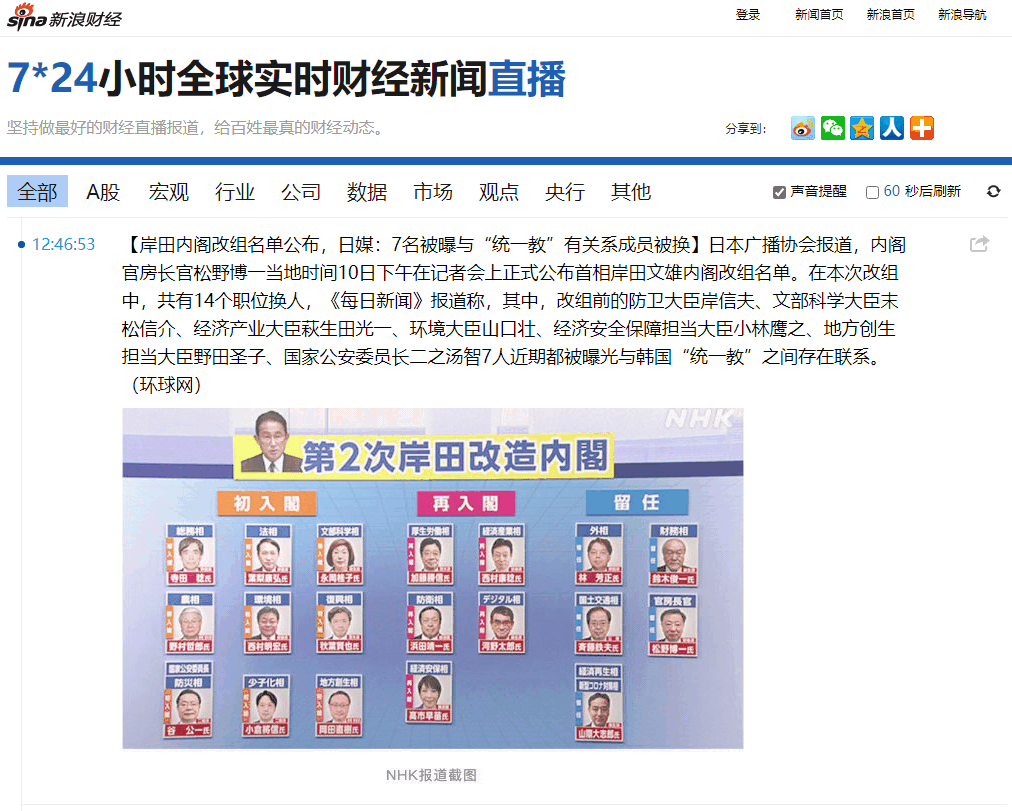 sina新浪财经
登录 新闻首页 新浪首页 新浪导航
7*24小时全球实时财经新闻直播
坚持做最好的财经直播报道，给百姓最真的财经动态。
分享到：
全部 A股 宏观 行业 公司 数据 市场 观点 央行 其他
声音提醒 60 秒后刷新
12:46:53
【岸田内阁改组名单公布，日媒：7名被曝与“统一教”有关系成员被换】日本广播协会报道，内阁
官房长官松野博一当地时间10日下午在记者会上正式公布首相岸田文雄内阁改组名单。在本次改组
中，共有14个职位换人，《每日新闻》报道称，其中，改组前的防卫大臣岸信夫、文部科学大臣末
松信介、经济产业大臣萩生田光一、环境大臣山口壮、经济安全保障担当大臣小林鹰之、地方创生
担当大臣野田圣子、国家公安委员长二之汤智7人近期都被曝光与韩国“统一教”之间存在联系。
（环球网）
NHK
第2次岸田改造内閣
初入閣 再入閣 留任
総務相 法相 文部科学相 厚生労働相 経済産業相 外相 財務相
寺田 稔氏 葉梨康弘氏 永岡桂子氏 加藤勝信氏 西村康稔氏 林 芳正氏 鈴木俊一氏
農相 環境相 復興相 防衛相 デジタル相 国土交通相 官房長官
野村哲郎氏 西村明宏氏 秋葉賢也氏 浜田靖一氏 河野太郎氏 斉藤鉄夫氏 松野博一氏
国家公安委員長
防災相 少子化相 地方創生相 経済安保相 経済再生相
新型コロナ対策相
谷 公一氏 小倉將信氏 岡田直樹氏 高市早苗氏 山際大志郎氏
NHK报道截图